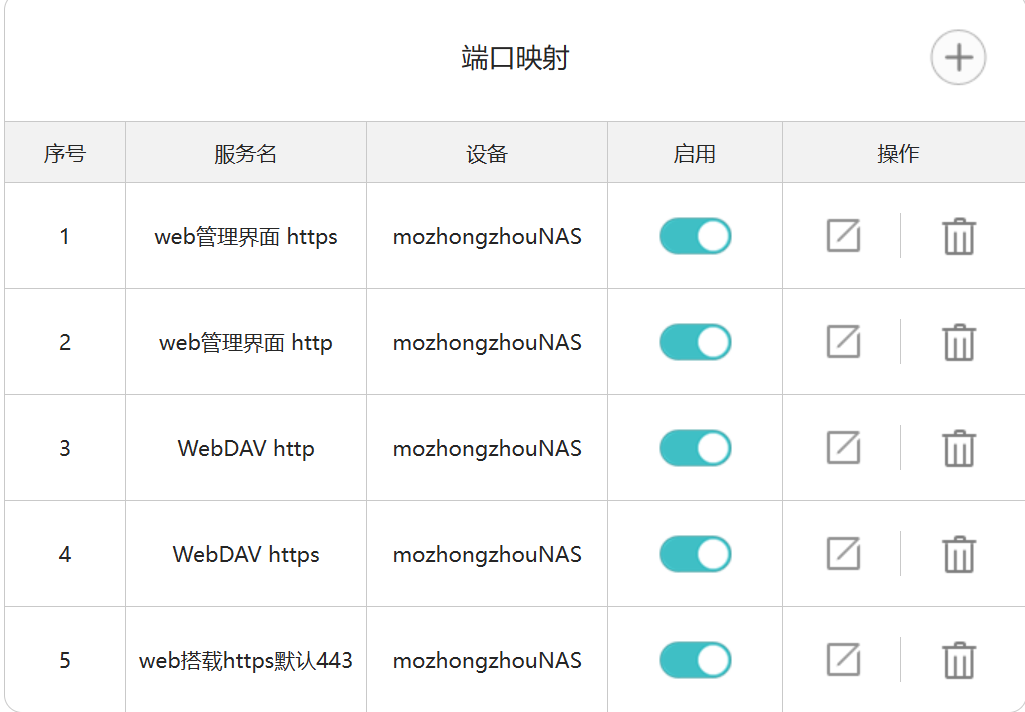 端口映射
序号 服务名 设备 启用 操作
1 web管理界面 https mozhongzhouNAS
2 web管理界面 http mozhongzhouNAS
3 WebDAV http mozhongzhouNAS
4 WebDAV https mozhongzhouNAS
5 web搭载https默认443 mozhongzhouNAS